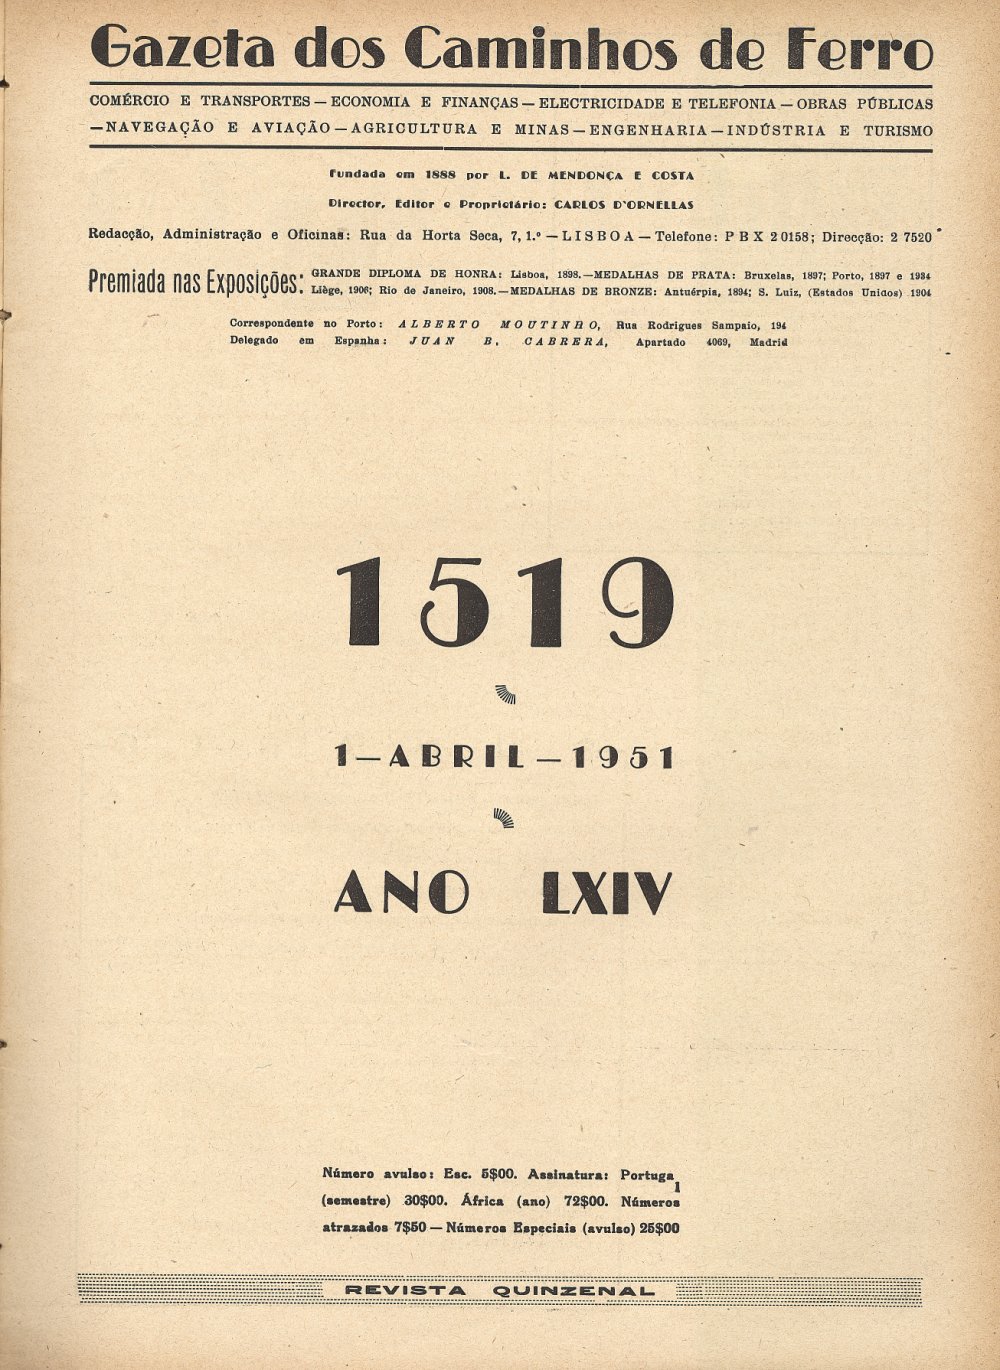 Gazeta dos Caminhos de Ferro
COMÉRCIO E TRANSPORTES — ECONOMIA E FINANÇAS — ELECTRICIDADE E TELEFONIA — OBRAS PÚBLICAS
— NAVEGAÇÃO E AVIAÇÃO — AGRICULTURA E MINAS — ENGENHARIA — INDÚSTRIA E TURISMO
Fundada em 1888 por L. DE MENDONÇA E COSTA
Director, Editor e Proprietário: CARLOS D'ORNELLAS
Redacção, Administração e Oficinas: Rua da Horta Seca, 7, 1.º — LISBOA — Telefone: PBX 20158; Direcção: 2 7520
Premiada nas Exposições:
GRANDE DIPLOMA DE HONRA: Lisboa, 1898.—MEDALHAS DE PRATA: Bruxelas, 1897; Porto, 1897 e 1934
Liège, 1906; Rio de Janeiro, 1908.—MEDALHAS DE BRONZE: Antuérpia, 1894; S. Luiz, (Estados Unidos) 1904
Correspondente no Porto: ALBERTO MOUTINHO, Rua Rodrigues Sampaio, 194
Delegado em Espanha: JUAN B. CABRERA, Apartado 4069, Madrid
1519
1—ABRIL—1951
ANO LXIV
Número avulso: Esc. 5$00. Assinatura: Portugal
(semestre) 30$00. África (ano) 72$00. Números
atrazados 7$50 — Números Especiais (avulso) 25$00
REVISTA QUINZENAL